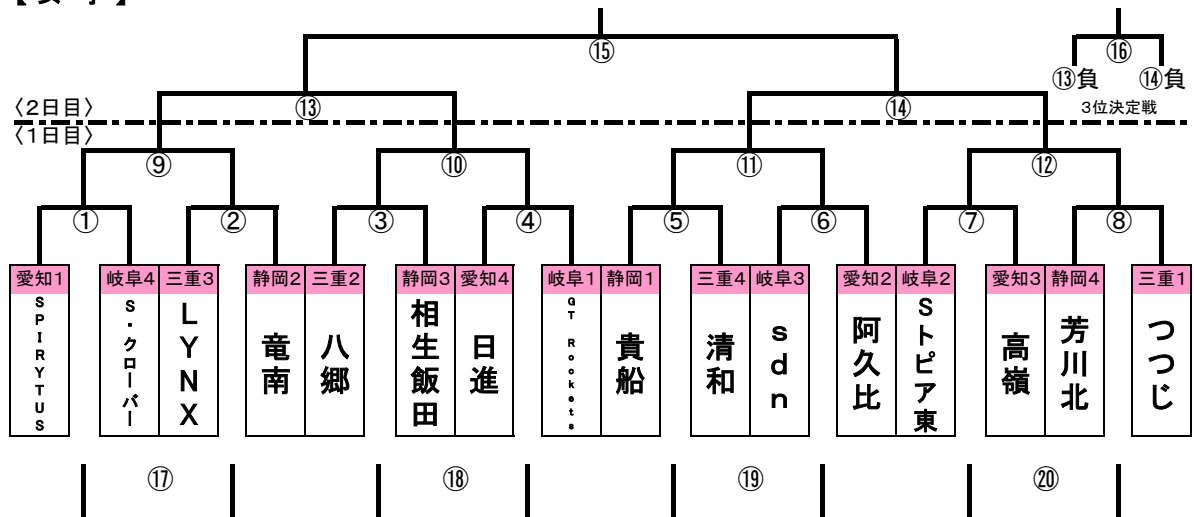 ⑮ ⑯
⑬負 ⑭負
〈2日目〉 ⑬ ⑭ 3位決定戦
〈1日目〉
⑨ ⑩ ⑪ ⑫
① ② ③ ④ ⑤ ⑥ ⑦ ⑧
愛知1 岐阜4 三重3 静岡2 三重2 静岡3 愛知4 岐阜1 静岡1 三重4 岐阜3 愛知2 岐阜2 愛知3 静岡4 三重1
SPIRYTUS
S・クローバー
LYNX
竜南
八郷
相生飯田
日進
GT Rockets
貴船
清和
sdn
阿久比
Sトピア東
高嶺
芳川北
つつじ
⑰ ⑱ ⑲ ⑳